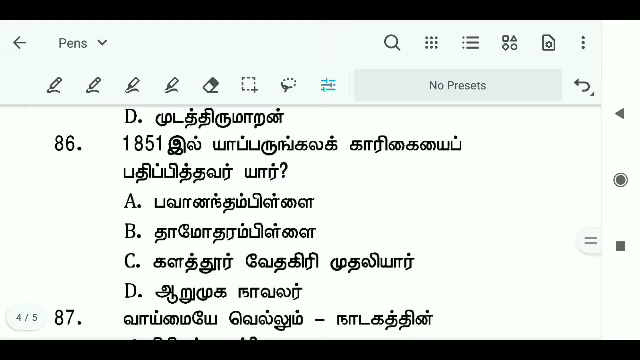 Pens
No Presets
D. முடத்திருமாறன்
86. 1851இல் யாப்பருங்கலக் காரிகையைப்
பதிப்பித்தவர் யார்?
A. பவானந்தம்பிள்ளை
B. தாமோதரம்பிள்ளை
C. களத்தூர் வேதகிரி முதலியார்
D. ஆறுமுக நாவலர்
4 / 5
87. வாய்மையே வெல்லும் – நாடகத்தின்